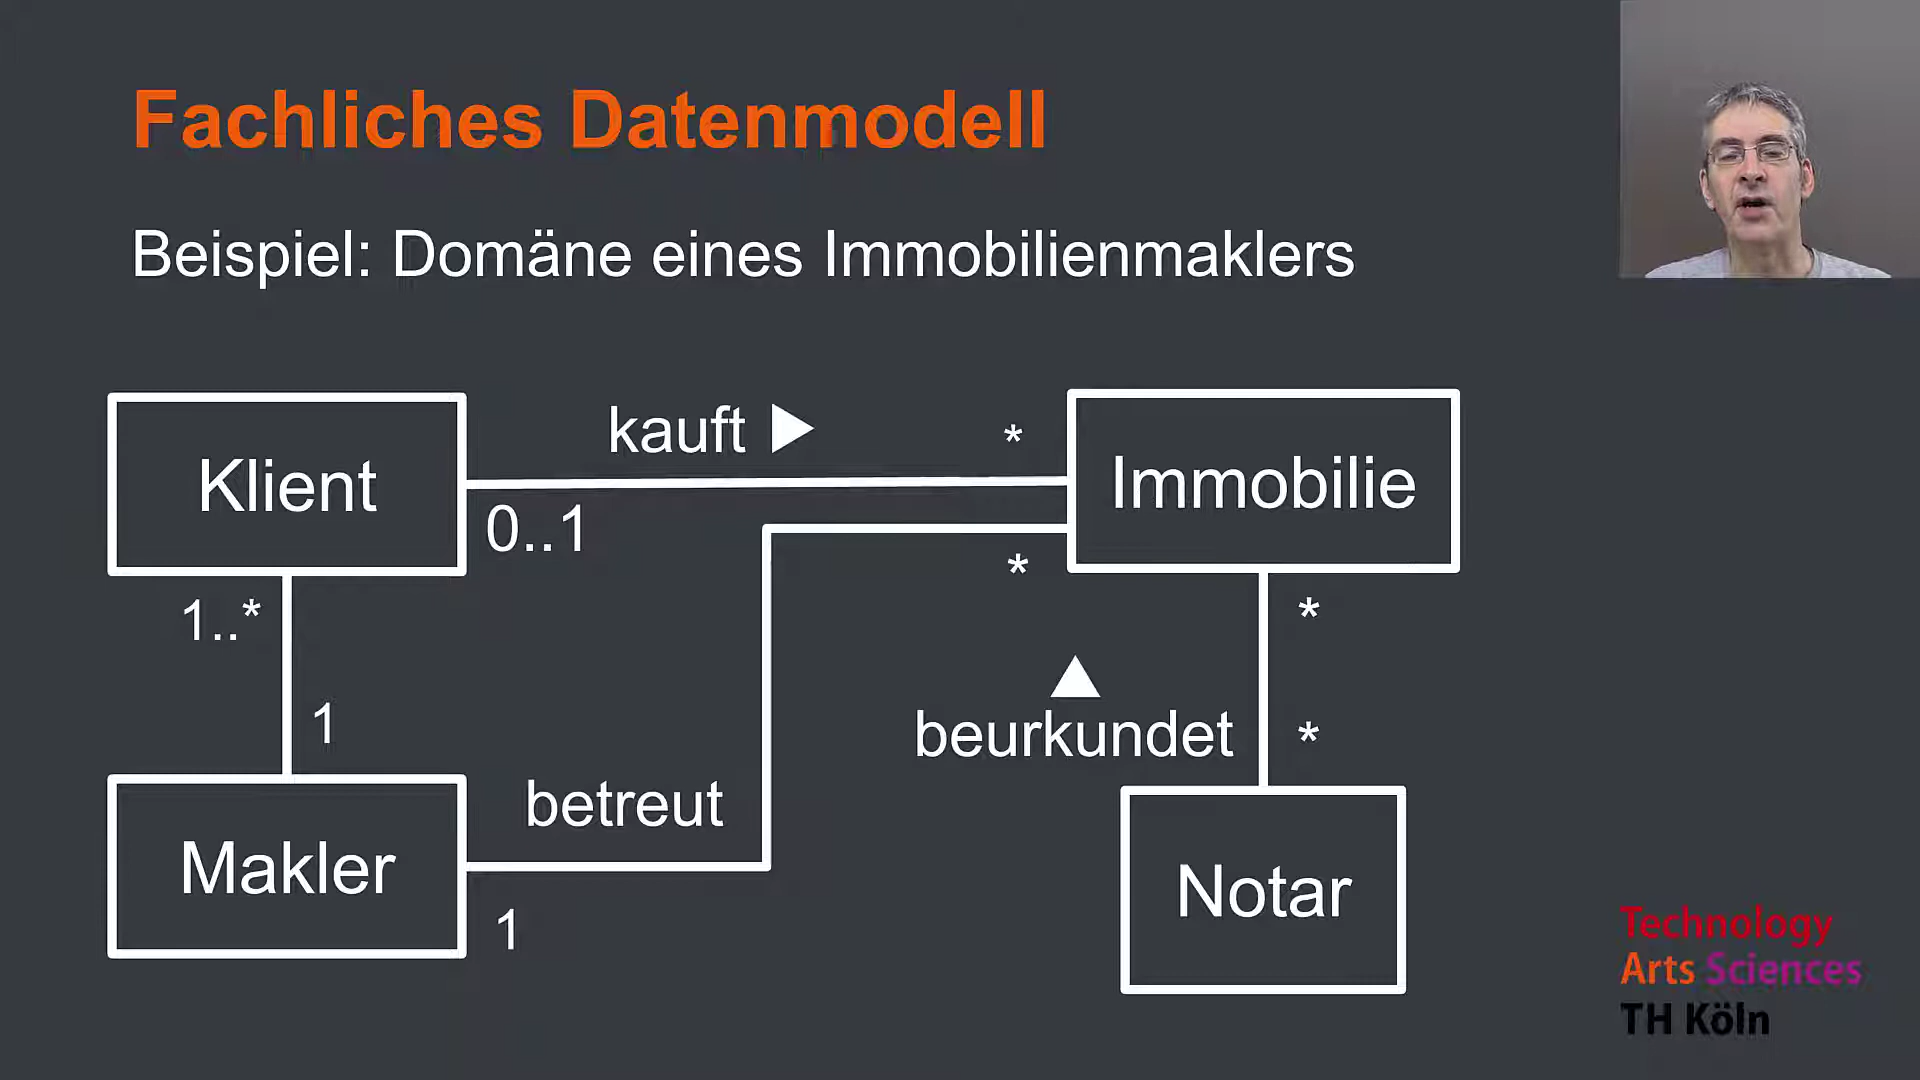 Fachliches Datenmodell
Beispiel: Domäne eines Immobilienmaklers
Klient
kauft
*
Immobilie
0..1
*
1..*
*
1
beurkundet
*
betreut
Makler
1
Notar
Technology
Arts Sciences
TH Köln